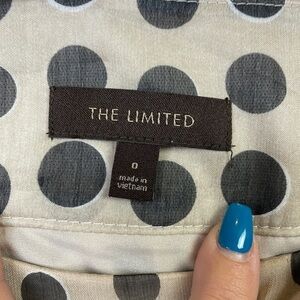 THE LIMITED
0
made in
vietnam